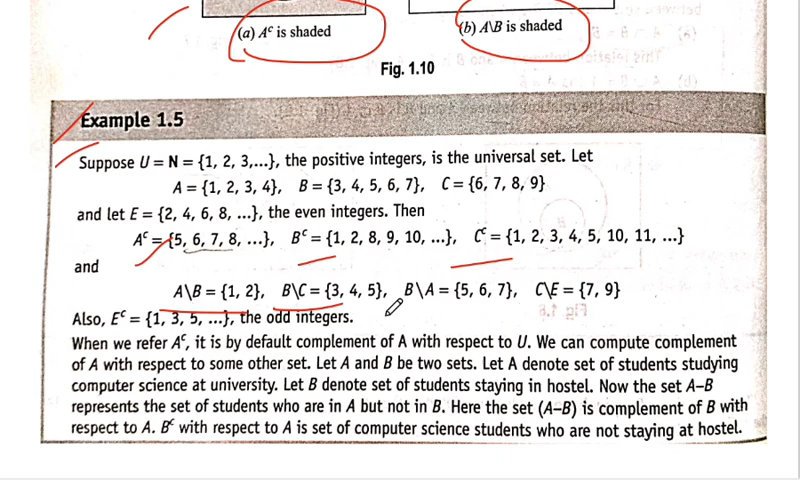 (a) Aᶜ is shaded
(b) A\B is shaded
Fig. 1.10
Example 1.5
Suppose U = N = {1, 2, 3,...}, the positive integers, is the universal set. Let
A = {1, 2, 3, 4}, B = {3, 4, 5, 6, 7}, C = {6, 7, 8, 9}
and let E = {2, 4, 6, 8, ...}, the even integers. Then
Aᶜ = {5, 6, 7, 8, ...}, Bᶜ = {1, 2, 8, 9, 10, ...}, Cᶜ = {1, 2, 3, 4, 5, 10, 11, ...}
and
A\B = {1, 2}, B\C = {3, 4, 5}, B\A = {5, 6, 7}, C\E = {7, 9}
Also, Eᶜ = {1, 3, 5, ...}, the odd integers.
When we refer Aᶜ, it is by default complement of A with respect to U. We can compute complement
of A with respect to some other set. Let A and B be two sets. Let A denote set of students studying
computer science at university. Let B denote set of students staying in hostel. Now the set A–B
represents the set of students who are in A but not in B. Here the set (A–B) is complement of B with
respect to A. Bᶜ with respect to A is set of computer science students who are not staying at hostel.